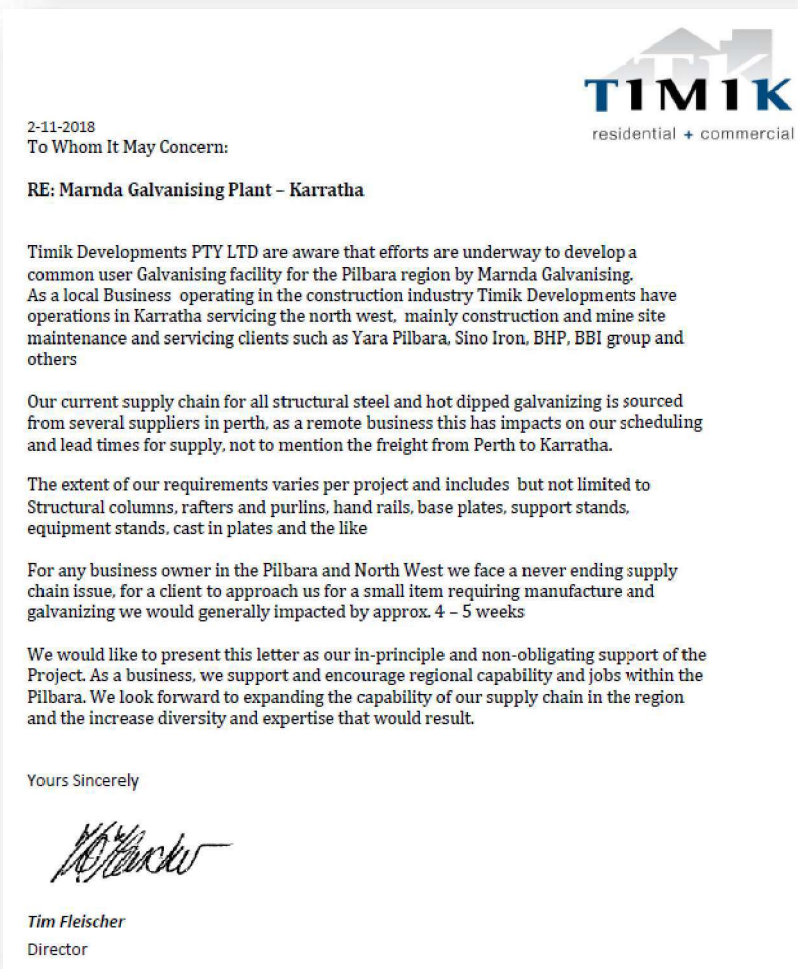 TIMIK
residential + commercial
2-11-2018
To Whom It May Concern:
RE: Marnda Galvanising Plant – Karratha
Timik Developments PTY LTD are aware that efforts are underway to develop a
common user Galvanising facility for the Pilbara region by Marnda Galvanising.
As a local Business operating in the construction industry Timik Developments have
operations in Karratha servicing the north west, mainly construction and mine site
maintenance and servicing clients such as Yara Pilbara, Sino Iron, BHP, BBI group and
others
Our current supply chain for all structural steel and hot dipped galvanizing is sourced
from several suppliers in perth, as a remote business this has impacts on our scheduling
and lead times for supply, not to mention the freight from Perth to Karratha.
The extent of our requirements varies per project and includes but not limited to
Structural columns, rafters and purlins, hand rails, base plates, support stands,
equipment stands, cast in plates and the like
For any business owner in the Pilbara and North West we face a never ending supply
chain issue, for a client to approach us for a small item requiring manufacture and
galvanizing we would generally impacted by approx. 4 – 5 weeks
We would like to present this letter as our in-principle and non-obligating support of the
Project. As a business, we support and encourage regional capability and jobs within the
Pilbara. We look forward to expanding the capability of our supply chain in the region
and the increase diversity and expertise that would result.
Yours Sincerely
Tim Fleischer
Director